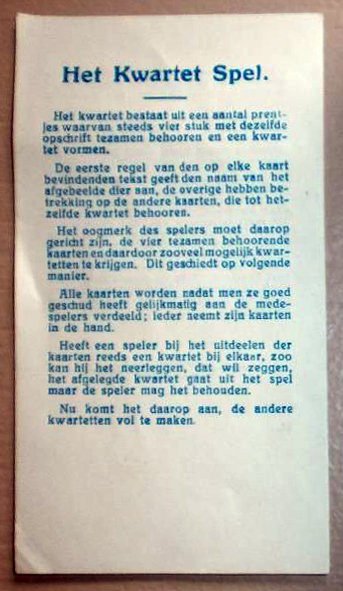 Het Kwartet Spel.
Het kwartet bestaat uit een aantal prent-
jes waarvan steeds vier stuk met dezelfde
opschrift tezamen behooren en een kwar-
tet vormen.
De eerste regel van den op elke kaart
bevindenden tekst geeft den naam van het
afgebeelde dier aan, de overige hebben be-
trekking op de andere kaarten, die tot het-
zelfde kwartet behooren.
Het oogmerk des spelers moet daarop
gericht zijn, de vier tezamen behoorende
kaarten en daardoor zooveel mogelijk kwar-
tetten te krijgen. Dit geschiedt op volgende
manier.
Alle kaarten worden nadat men ze goed
geschud heeft gelijkmatig aan de mede-
spelers verdeeld; ieder neemt zijn kaarten
in de hand.
Heeft een speler bij het uitdeelen der
kaarten reeds een kwartet bij elkaar, zoo
kan hij het neerleggen, dat wil zeggen,
het afgelegde kwartet gaat uit het spel
maar de speler mag het behouden.
Nu komt het daarop aan, de andere
kwartetten vol te maken.